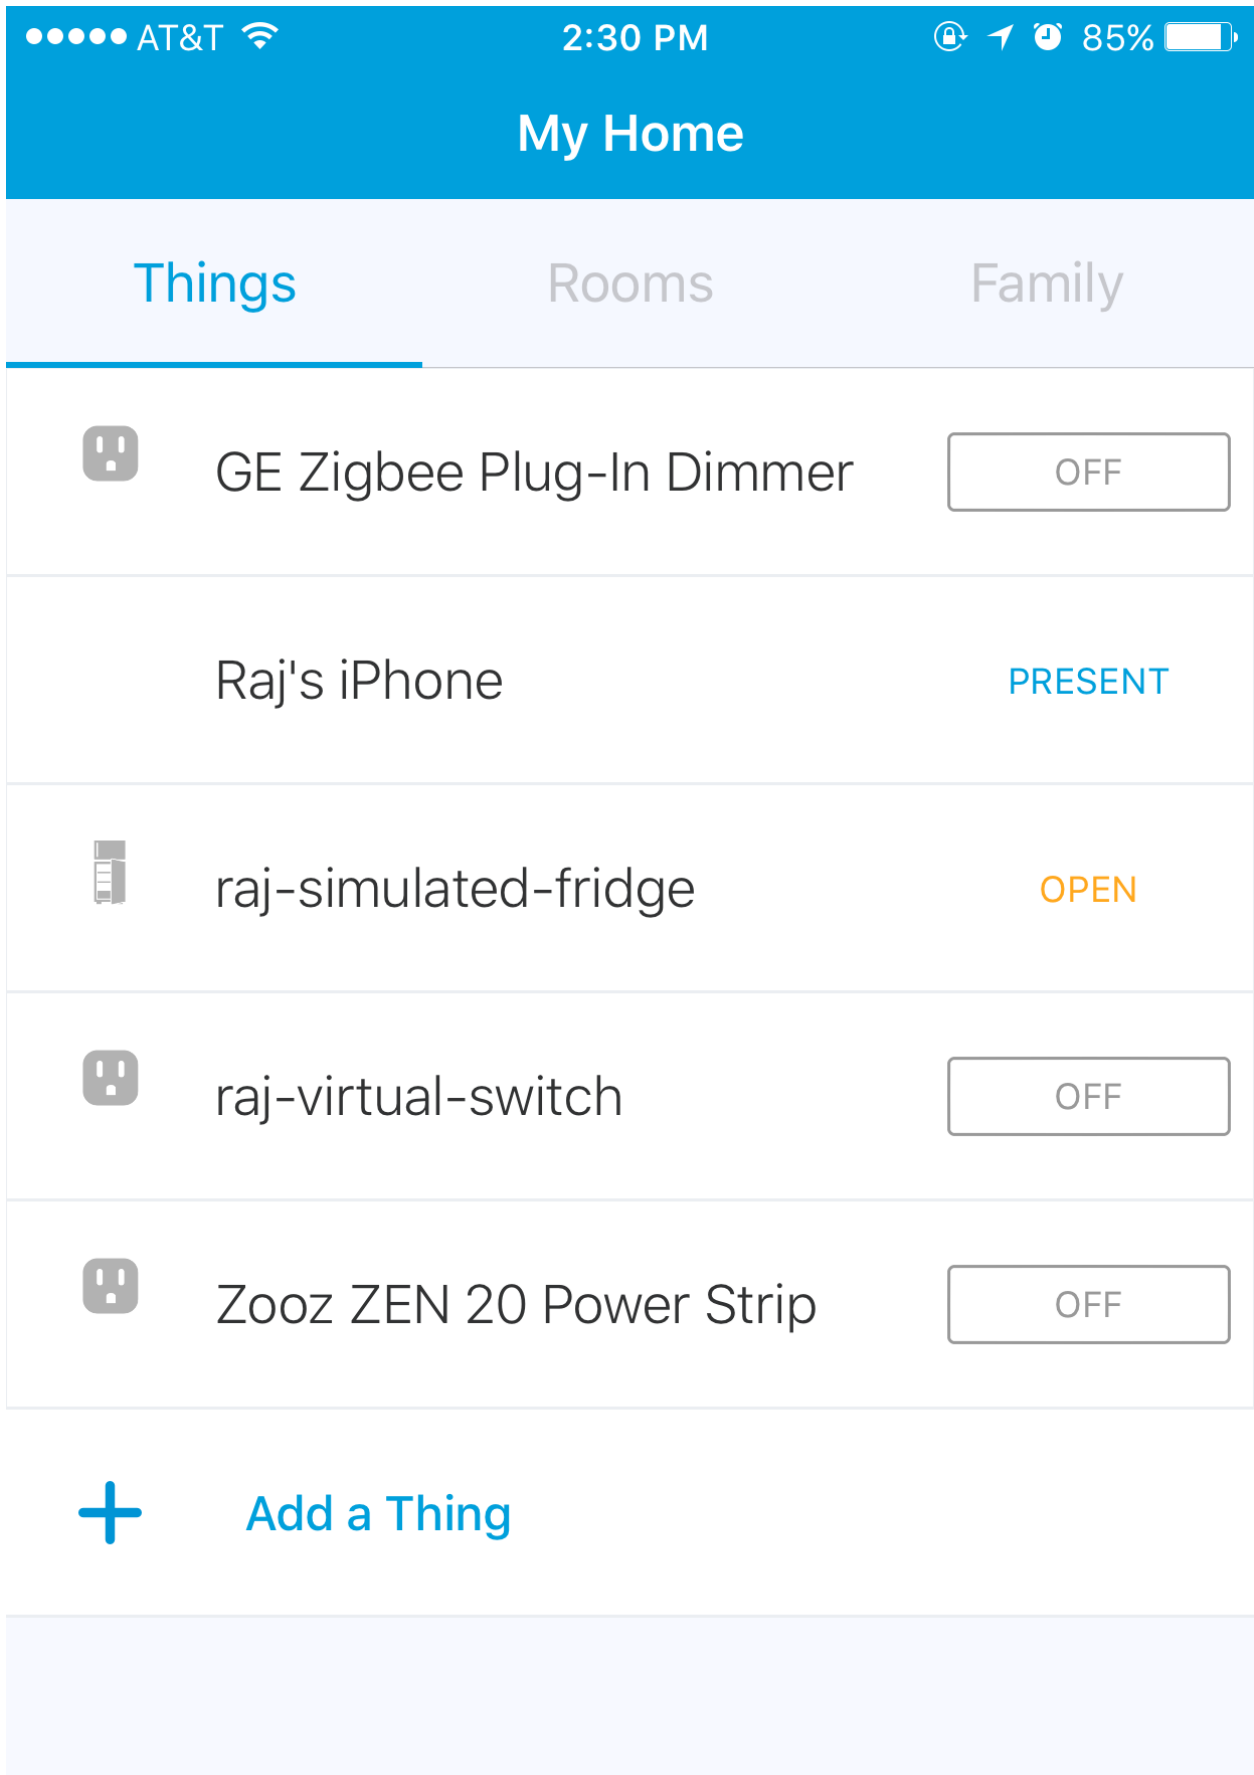 AT&T 2:30 PM 85%
My Home
Things Rooms Family
GE Zigbee Plug-In Dimmer OFF
Raj's iPhone PRESENT
raj-simulated-fridge OPEN
raj-virtual-switch OFF
Zooz ZEN 20 Power Strip OFF
Add a Thing